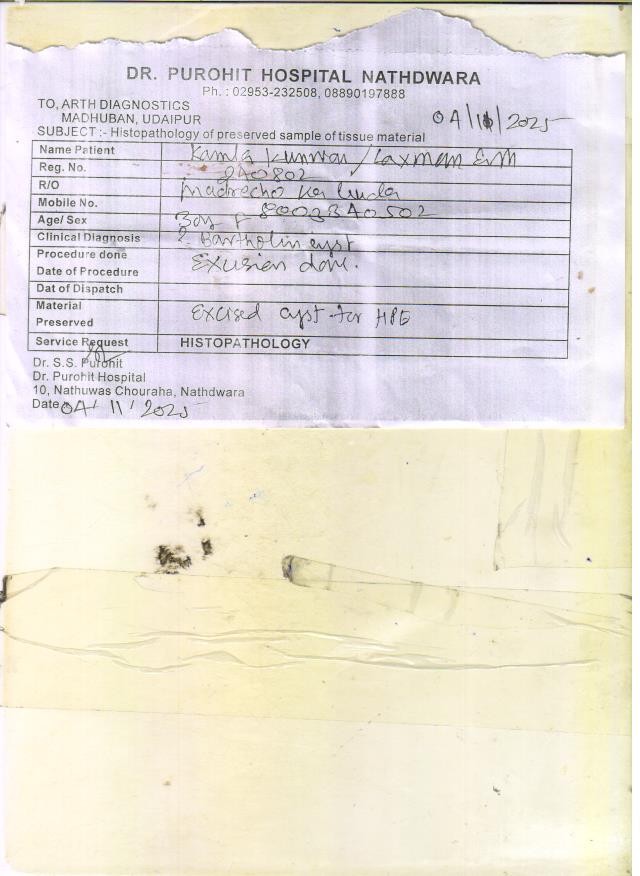 DR. PUROHIT HOSPITAL NATHDWARA
Ph. : 02953-232508, 08890197888
TO, ARTH DIAGNOSTICS
MADHUBAN, UDAIPUR
04/11/2025
SUBJECT :- Histopathology of preserved sample of tissue material
Name Patient Kamla Kunwar / Laxman
Reg. No. 240802
R/O
Mobile No. 8003340502
Age/ Sex 30y F
Clinical Diagnosis Bartholin cyst
Procedure done Excision done.
Date of Procedure
Dat of Dispatch
Material Excised cyst for HPE
Preserved
Service Request HISTOPATHOLOGY
Dr. S.S. Purohit
Dr. Purohit Hospital
10, Nathuwas Chouraha, Nathdwara
Date 04/11/2025